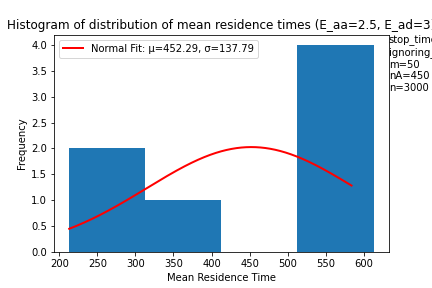 Histogram of distribution of mean residence times (E_aa=2.5, E_ad=3
Normal Fit: μ=452.29, σ=137.79
stop_time
ignoring_
m=50
nA=450
n=3000
4.0
3.5
3.0
2.5
2.0
1.5
1.0
0.5
0.0
Frequency
200 250 300 350 400 450 500 550 600
Mean Residence Time